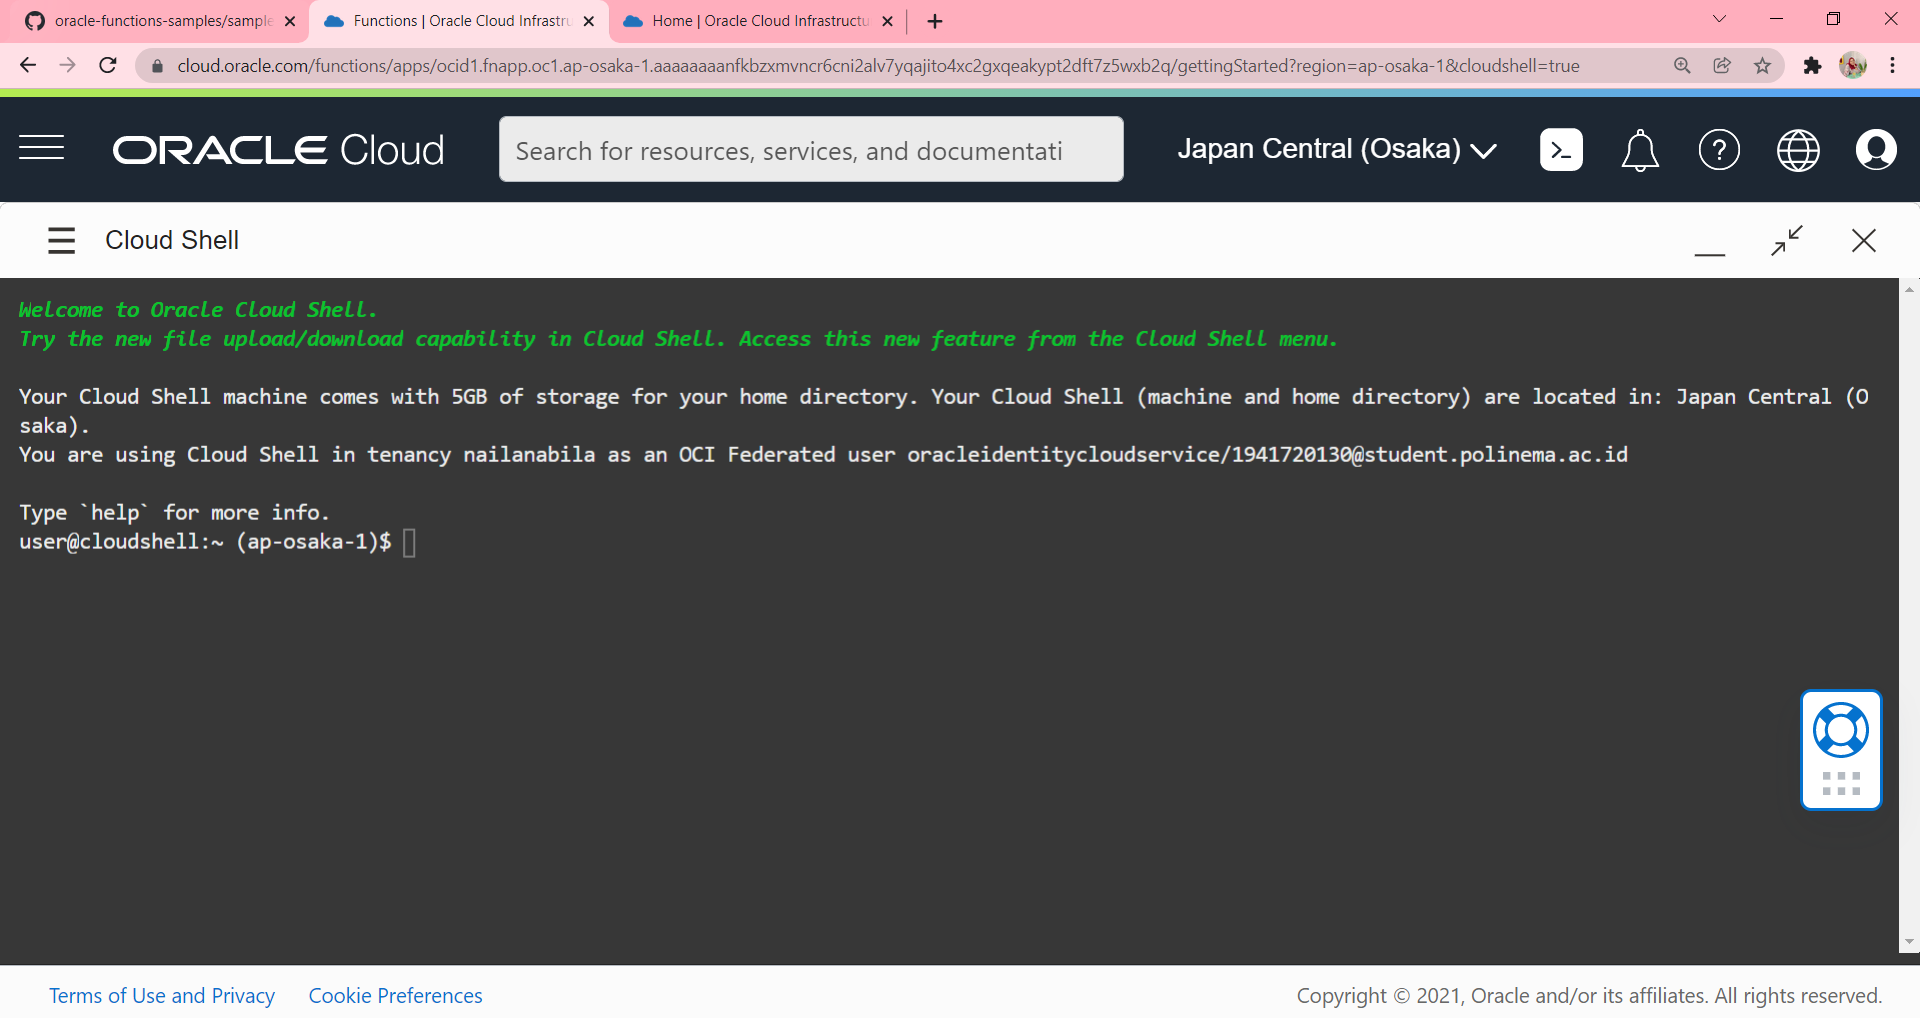 oracle-functions-samples/sample
Functions | Oracle Cloud Infrastru
Home | Oracle Cloud Infrastructu
cloud.oracle.com/functions/apps/ocid1.fnapp.oc1.ap-osaka-1.aaaaaaaanfkbzxmvncr6cni2alv7yqajito4xc2gxqeakypt2dft7z5wxb2q/gettingStarted?region=ap-osaka-1&cloudshell=true
ORACLE Cloud
Search for resources, services, and documentati
Japan Central (Osaka)
Cloud Shell
Welcome to Oracle Cloud Shell.
Try the new file upload/download capability in Cloud Shell. Access this new feature from the Cloud Shell menu.
Your Cloud Shell machine comes with 5GB of storage for your home directory. Your Cloud Shell (machine and home directory) are located in: Japan Central (O
saka).
You are using Cloud Shell in tenancy nailanabila as an OCI Federated user oracleidentitycloudservice/1941720130@student.polinema.ac.id
Type `help` for more info.
user@cloudshell:~ (ap-osaka-1)$
Terms of Use and Privacy
Cookie Preferences
Copyright © 2021, Oracle and/or its affiliates. All rights reserved.